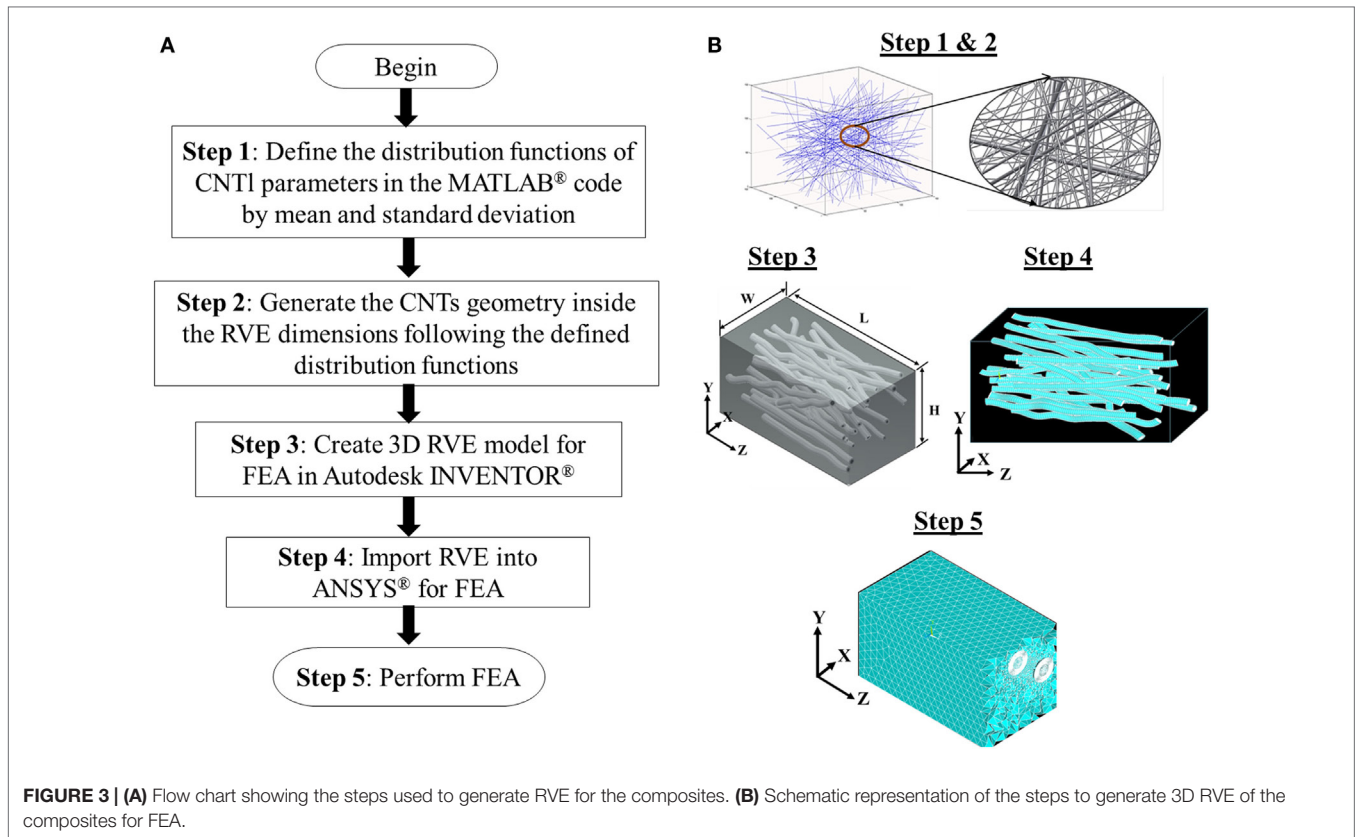 A
Begin
Step 1: Define the distribution functions of
CNTl parameters in the MATLAB® code
by mean and standard deviation
Step 2: Generate the CNTs geometry inside
the RVE dimensions following the defined
distribution functions
Step 3: Create 3D RVE model for
FEA in Autodesk INVENTOR®
Step 4: Import RVE into
ANSYS® for FEA
Step 5: Perform FEA
B
Step 1 & 2
Step 3
W
L
H
Y
X
Z
Step 4
Y
X
Z
Step 5
Y
X
Z
FIGURE 3 | (A) Flow chart showing the steps used to generate RVE for the composites. (B) Schematic representation of the steps to generate 3D RVE of the
composites for FEA.